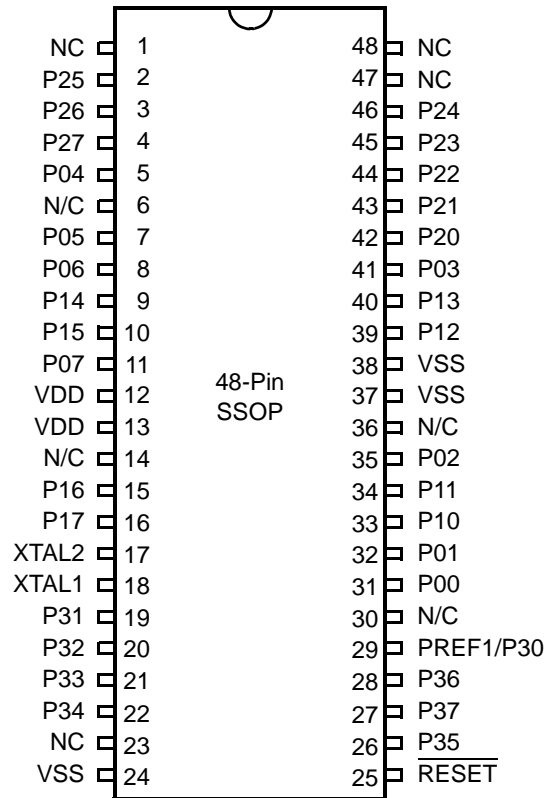 NC 1 48 NC
P25 2 47 NC
P26 3 46 P24
P27 4 45 P23
P04 5 44 P22
N/C 6 43 P21
P05 7 42 P20
P06 8 41 P03
P14 9 40 P13
P15 10 39 P12
P07 11 38 VSS
VDD 12 48-Pin 37 VSS
VDD 13 SSOP 36 N/C
N/C 14 35 P02
P16 15 34 P11
P17 16 33 P10
XTAL2 17 32 P01
XTAL1 18 31 P00
P31 19 30 N/C
P32 20 29 PREF1/P30
P33 21 28 P36
P34 22 27 P37
NC 23 26 P35
VSS 24 25 RESET